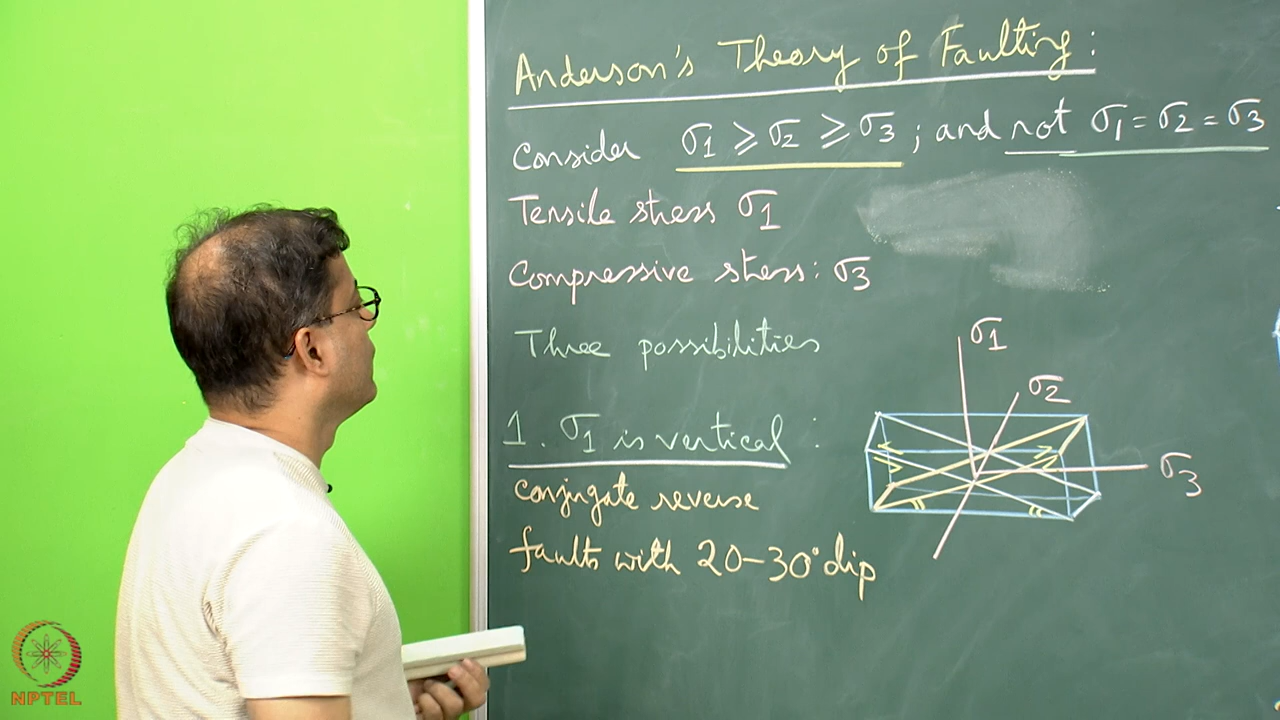 Anderson's Theory of Faulting:
Consider σ1 ⩾ σ2 ⩾ σ3 ; and not σ1 = σ2 = σ3
Tensile stress σ1
Compressive stress: σ3
Three possibilities
σ1
σ2
σ3
1. σ1 is vertical :
conjugate reverse
faults with 20-30° dip
NPTEL